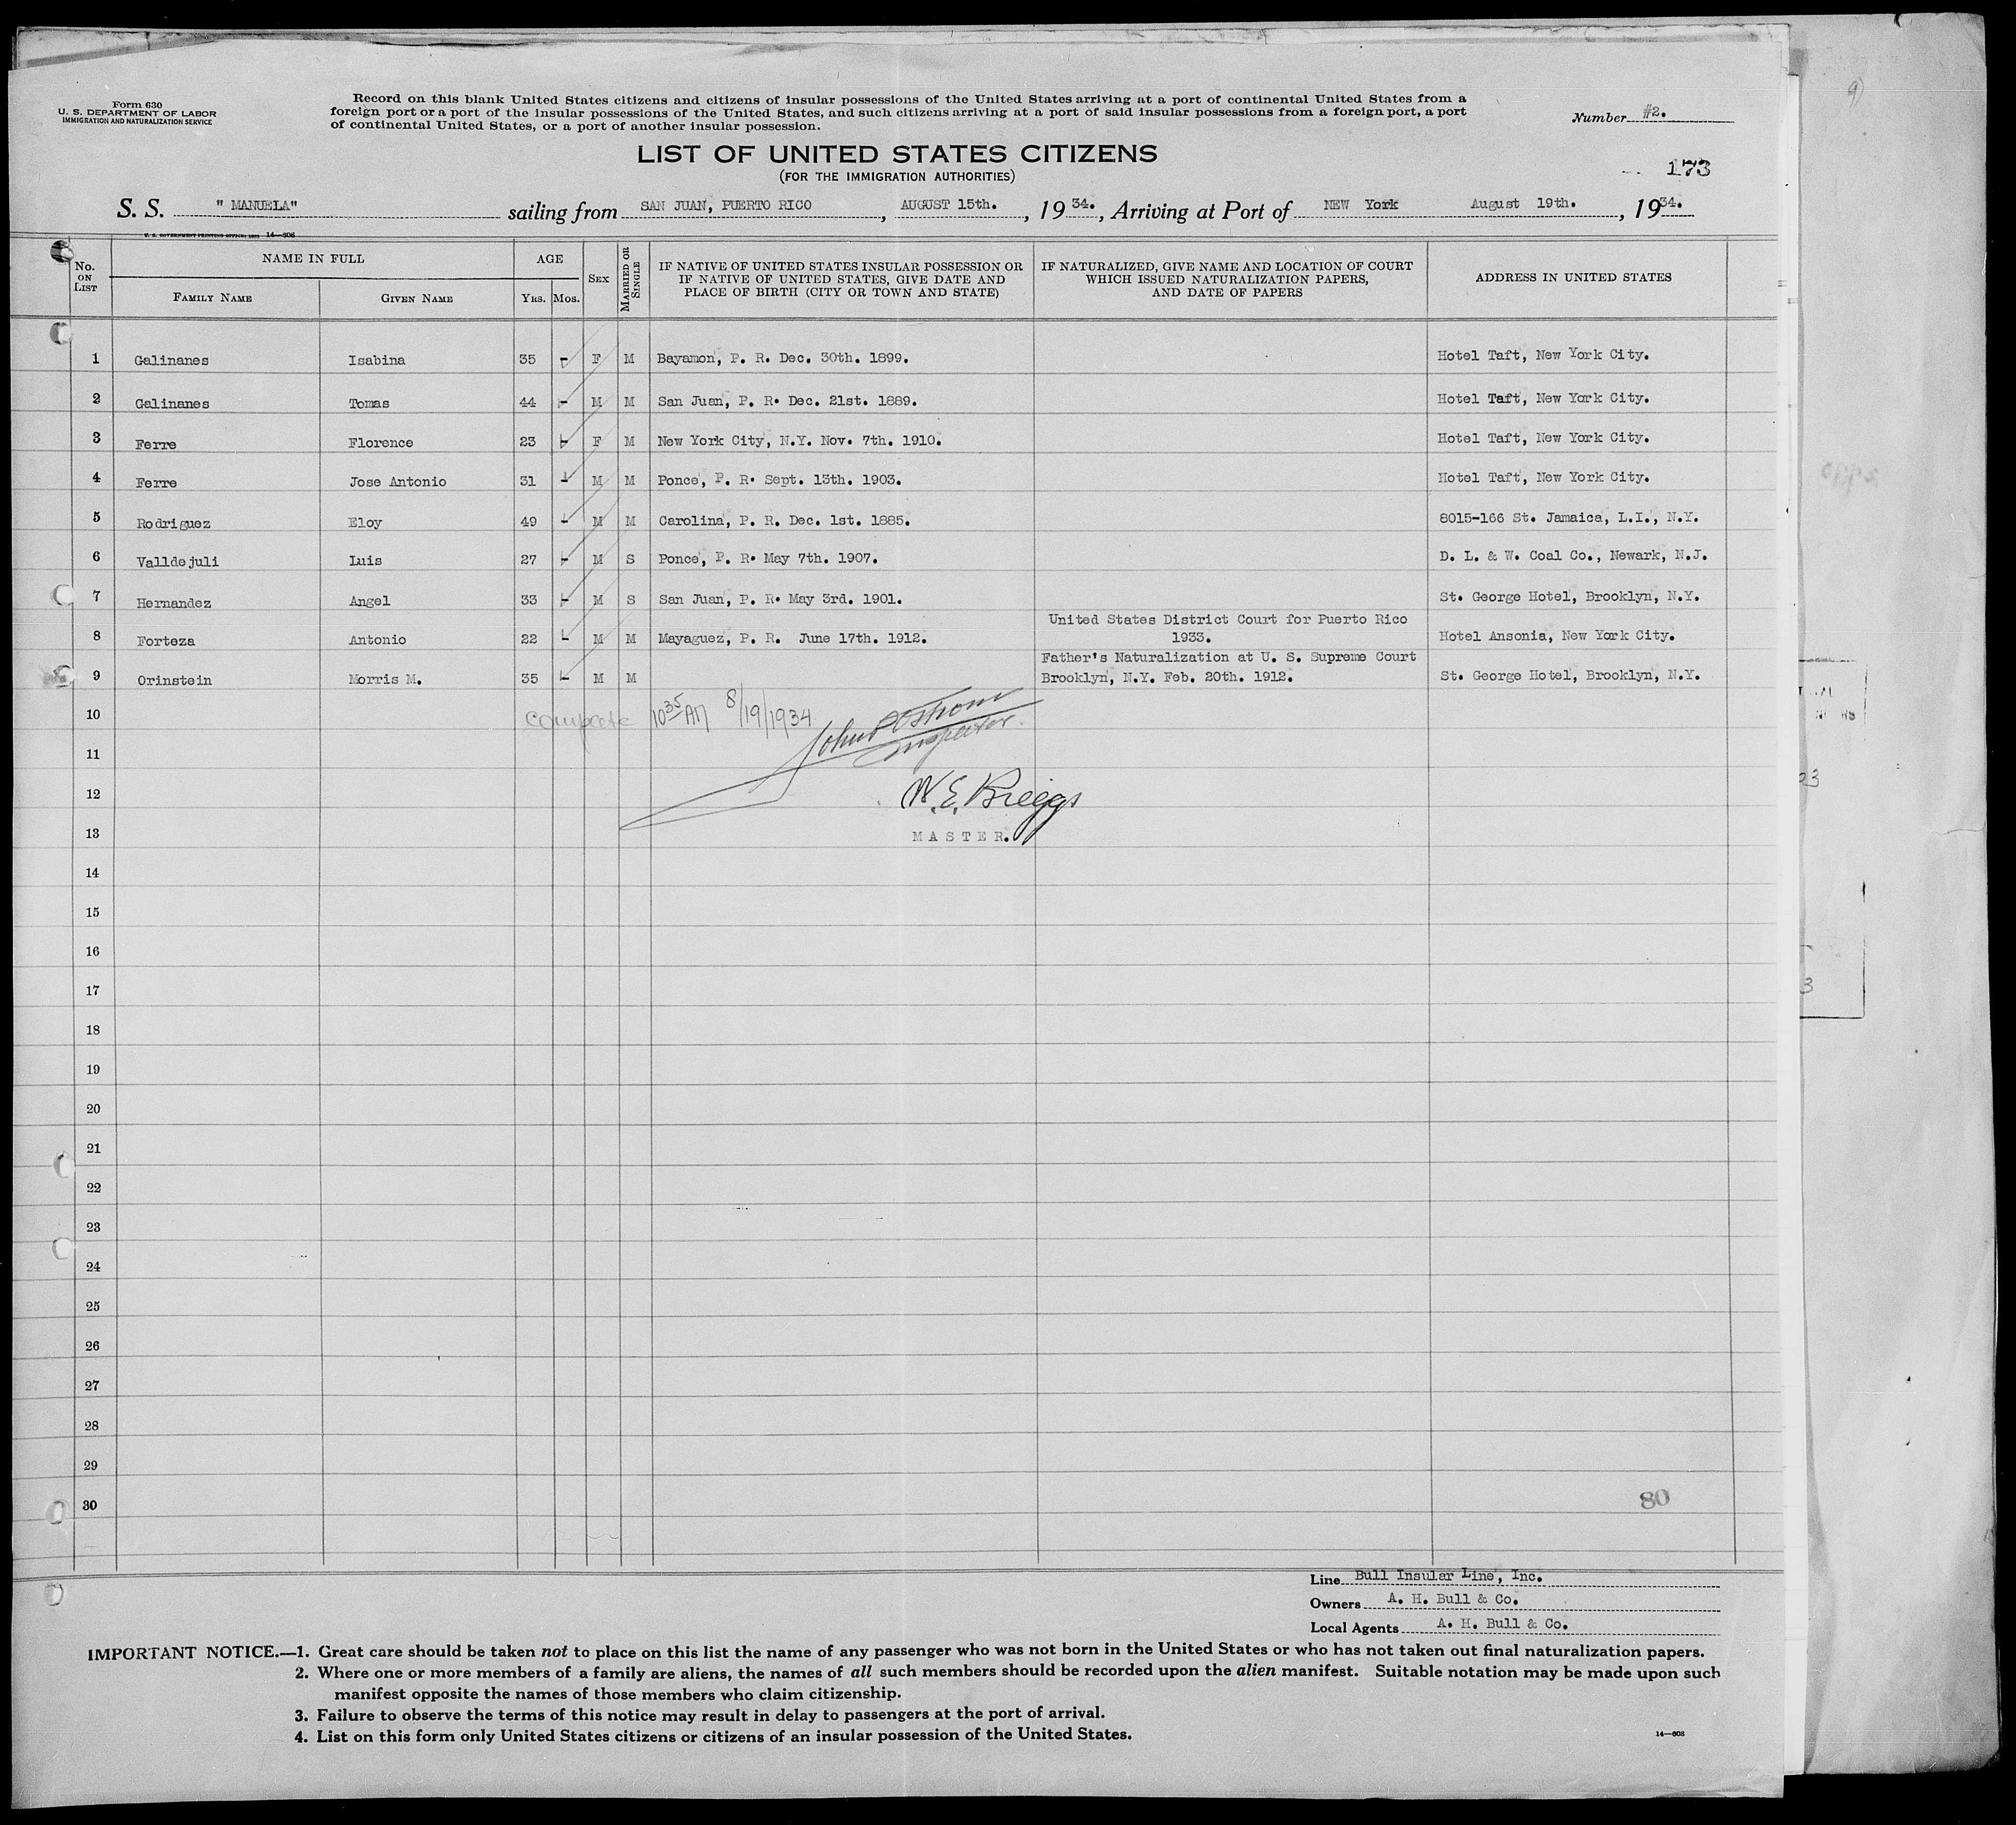 Form 630
U. S. DEPARTMENT OF LABOR
IMMIGRATION AND NATURALIZATION SERVICE
Record on this blank United States citizens and citizens of insular possessions of the United States arriving at a port of continental United States from a
foreign port or a port of the insular possessions of the United States, and such citizens arriving at a port of said insular possessions from a foreign port, a port
of continental United States, or a port of another insular possession.
Number #2.
LIST OF UNITED STATES CITIZENS
(FOR THE IMMIGRATION AUTHORITIES)
173
S. S. " MANUELA" sailing from SAN JUAN, PUERTO RICO, AUGUST 15th., 1934., Arriving at Port of NEW York August 19th., 1934.
14—608
No. ON LIST
NAME IN FULL
FAMILY NAME
GIVEN NAME
AGE
YRS. MOS.
SEX
MARRIED OR SINGLE
IF NATIVE OF UNITED STATES INSULAR POSSESSION OR
IF NATIVE OF UNITED STATES, GIVE DATE AND
PLACE OF BIRTH (CITY OR TOWN AND STATE)
IF NATURALIZED, GIVE NAME AND LOCATION OF COURT
WHICH ISSUED NATURALIZATION PAPERS,
AND DATE OF PAPERS
ADDRESS IN UNITED STATES
1 Galinanes Isabina 35 - F M Bayamon, P. R. Dec. 30th. 1899. Hotel Taft, New York City.
2 Galinanes Tomas 44 - M M San Juan, P. R. Dec. 21st. 1889. Hotel Taft, New York City.
3 Ferre Florence 23 - F M New York City, N.Y. Nov. 7th. 1910. Hotel Taft, New York City.
4 Ferre Jose Antonio 31 - M M Ponce, P. R. Sept. 13th. 1903. Hotel Taft, New York City.
5 Rodriguez Eloy 49 - M M Carolina, P. R. Dec. 1st. 1885. 8015-166 St. Jamaica, L.I., N.Y.
6 Valldejuli Luis 27 - M S Ponce, P. R. May 7th. 1907. D. L. & W. Coal Co., Newark, N.J.
7 Hernandez Angel 33 - M S San Juan, P. R. May 3rd. 1901. St. George Hotel, Brooklyn, N.Y.
8 Forteza Antonio 22 - M M Mayaguez, P. R. June 17th. 1912. United States District Court for Puerto Rico 1933. Hotel Ansonia, New York City.
9 Orinstein Morris M. 35 - M M Father's Naturalization at U. S. Supreme Court Brooklyn, N.Y. Feb. 20th. 1912. St. George Hotel, Brooklyn, N.Y.
10 complete 10 35 AM 8/19/1934
Inspector.
11
12 W. E. Briggs
13 MASTER.
14
15
16
17
18
19
20
21
22
23
24
25
26
27
28
29
30
80
Line Bull Insular Line, Inc.
Owners A. H. Bull & Co.
Local Agents A. H. Bull & Co.
IMPORTANT NOTICE.—1. Great care should be taken not to place on this list the name of any passenger who was not born in the United States or who has not taken out final naturalization papers.
2. Where one or more members of a family are aliens, the names of all such members should be recorded upon the alien manifest. Suitable notation may be made upon such
manifest opposite the names of those members who claim citizenship.
3. Failure to observe the terms of this notice may result in delay to passengers at the port of arrival.
4. List on this form only United States citizens or citizens of an insular possession of the United States.
14—608